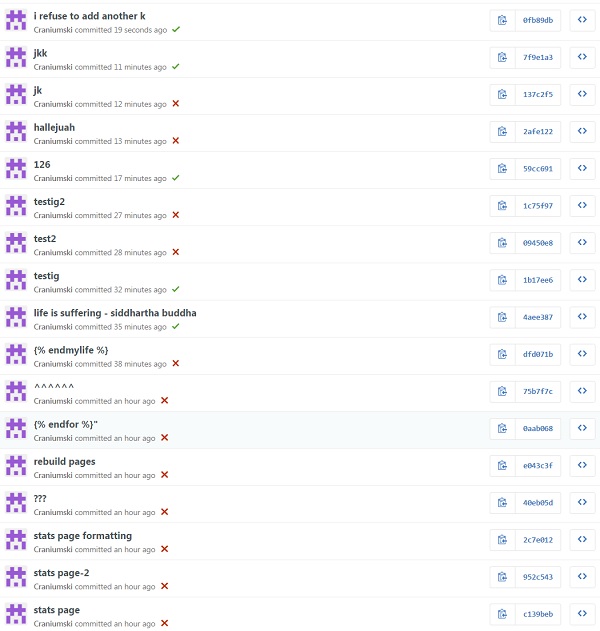 i refuse to add another k
Craniumski committed 19 seconds ago
0fb89db
jkk
Craniumski committed 11 minutes ago
7f9e1a3
jk
Craniumski committed 12 minutes ago
137c2f5
hallejuah
Craniumski committed 13 minutes ago
2afe122
126
Craniumski committed 17 minutes ago
59cc691
testig2
Craniumski committed 27 minutes ago
1c75f97
test2
Craniumski committed 28 minutes ago
09450e8
testig
Craniumski committed 32 minutes ago
1b17ee6
life is suffering - siddhartha buddha
Craniumski committed 35 minutes ago
4aee387
{% endmylife %}
Craniumski committed 38 minutes ago
dfd071b
^^^^^^
Craniumski committed an hour ago
75b7f7c
{% endfor %}"
Craniumski committed an hour ago
0aab068
rebuild pages
Craniumski committed an hour ago
e043c3f
???
Craniumski committed an hour ago
40eb05d
stats page formatting
Craniumski committed an hour ago
2c7e012
stats page-2
Craniumski committed an hour ago
952c543
stats page
Craniumski committed an hour ago
c139beb